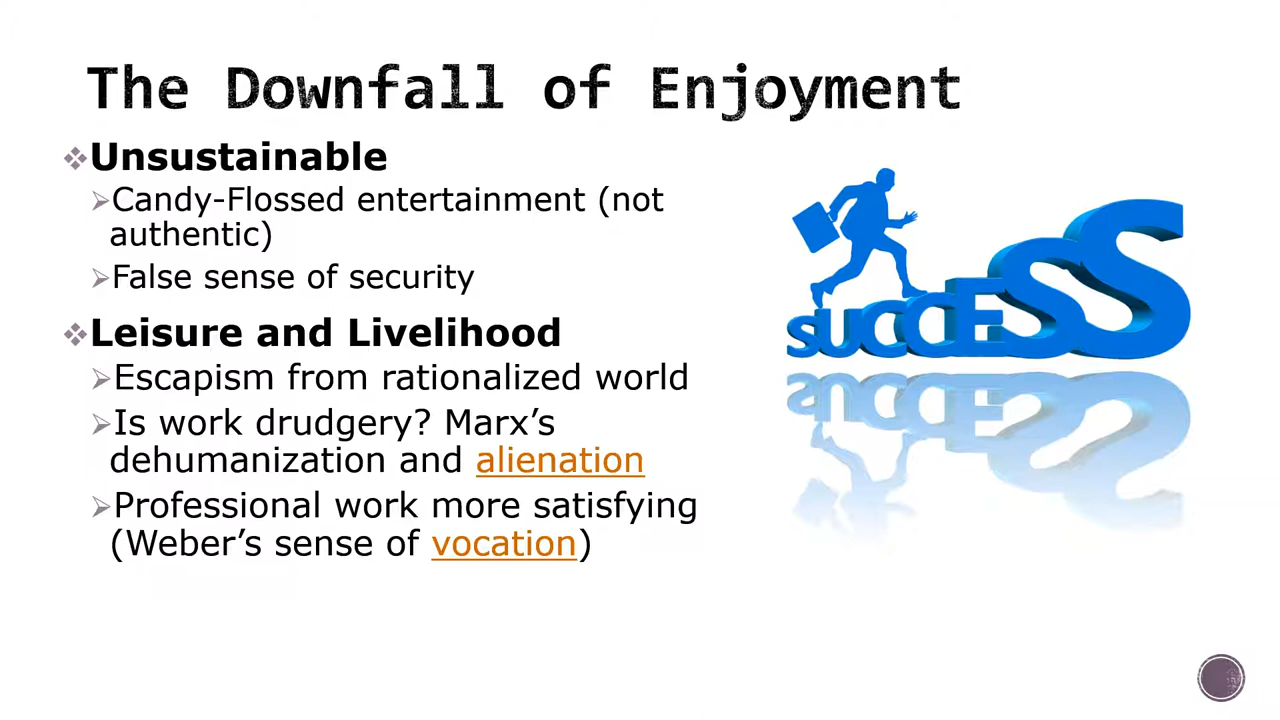 The Downfall of Enjoyment
Unsustainable
Candy-Flossed entertainment (not
authentic)
False sense of security
Leisure and Livelihood
Escapism from rationalized world
Is work drudgery? Marx’s
dehumanization and alienation
Professional work more satisfying
(Weber’s sense of vocation)
SUCCESS